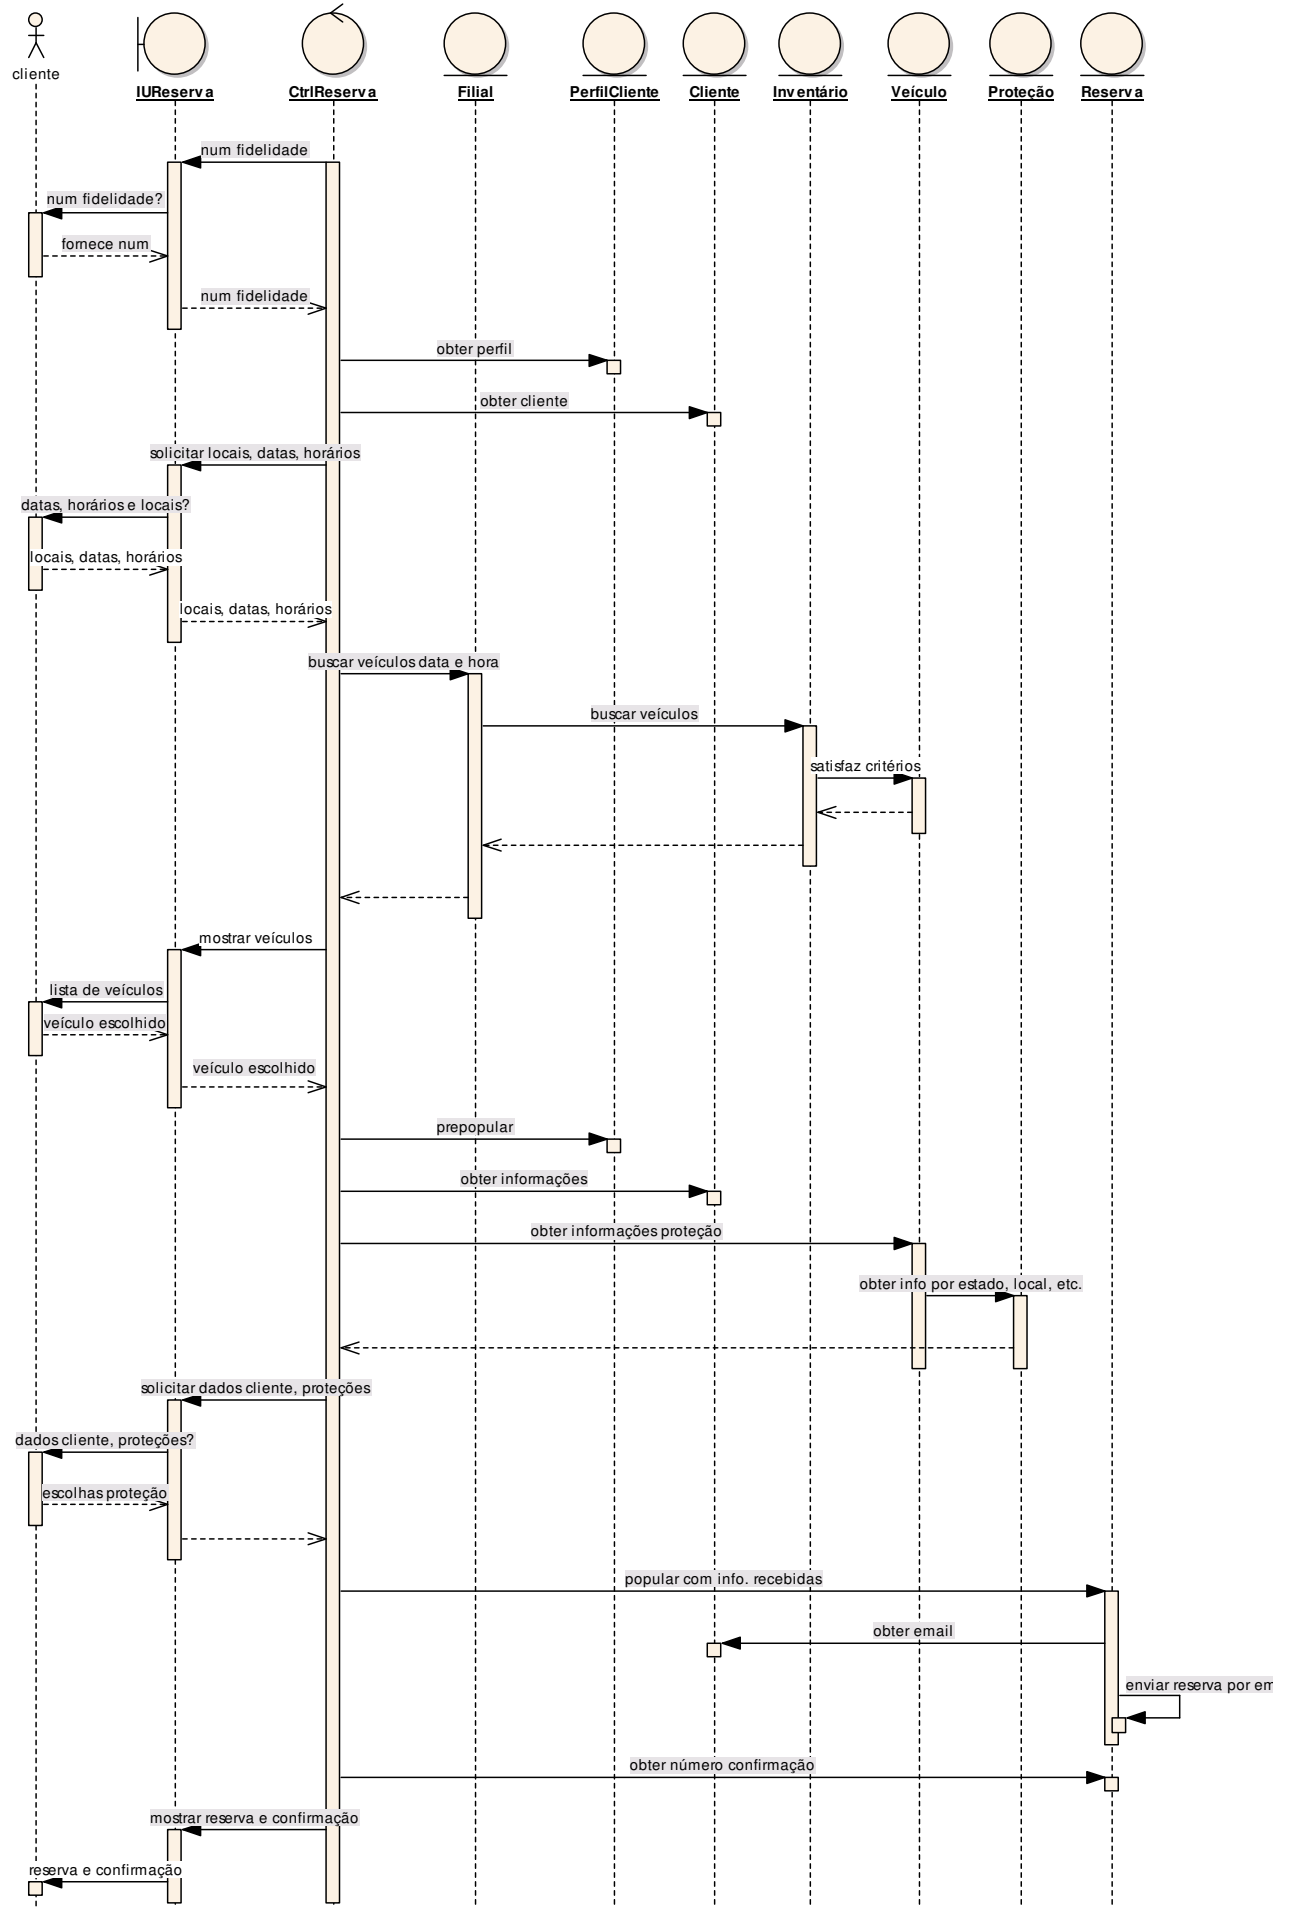 cliente
IUReserva
CtrlReserva
Filial
PerfilCliente
Cliente
Inventário
Veículo
Proteção
Reserva
num fidelidade
num fidelidade?
fornece num
num fidelidade
obter perfil
obter cliente
solicitar locais, datas, horários
datas, horários e locais?
locais, datas, horários
locais, datas, horários
buscar veículos data e hora
buscar veículos
satisfaz critérios
mostrar veículos
lista de veículos
veículo escolhido
veículo escolhido
prepopular
obter informações
obter informações proteção
obter info por estado, local, etc.
solicitar dados cliente, proteções
dados cliente, proteções?
escolhas proteção
popular com info. recebidas
obter email
enviar reserva por em
obter número confirmação
mostrar reserva e confirmação
reserva e confirmação